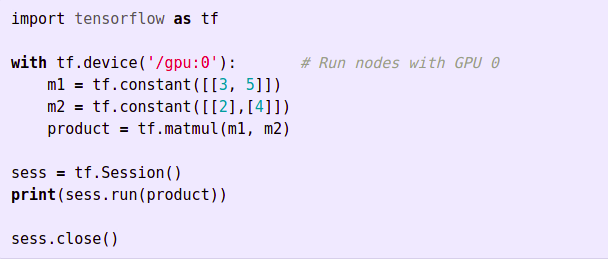 import tensorflow as tf
with tf.device('/gpu:0'):       # Run nodes with GPU 0
    m1 = tf.constant([[3, 5]])
    m2 = tf.constant([[2],[4]])
    product = tf.matmul(m1, m2)
sess = tf.Session()
print(sess.run(product))
sess.close()